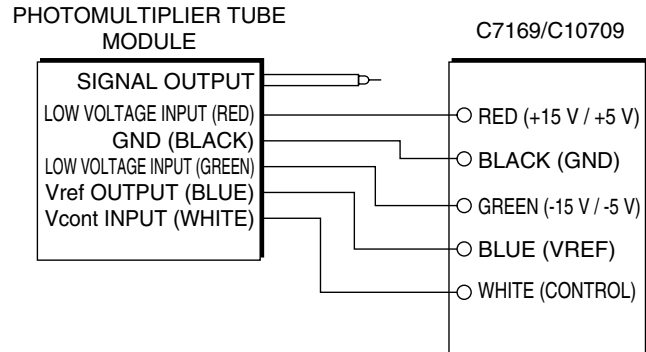 PHOTOMULTIPLIER TUBE
MODULE
SIGNAL OUTPUT
LOW VOLTAGE INPUT (RED)
GND (BLACK)
LOW VOLTAGE INPUT (GREEN)
Vref OUTPUT (BLUE)
Vcont INPUT (WHITE)
C7169/C10709
RED (+15 V / +5 V)
BLACK (GND)
GREEN (-15 V / -5 V)
BLUE (VREF)
WHITE (CONTROL)